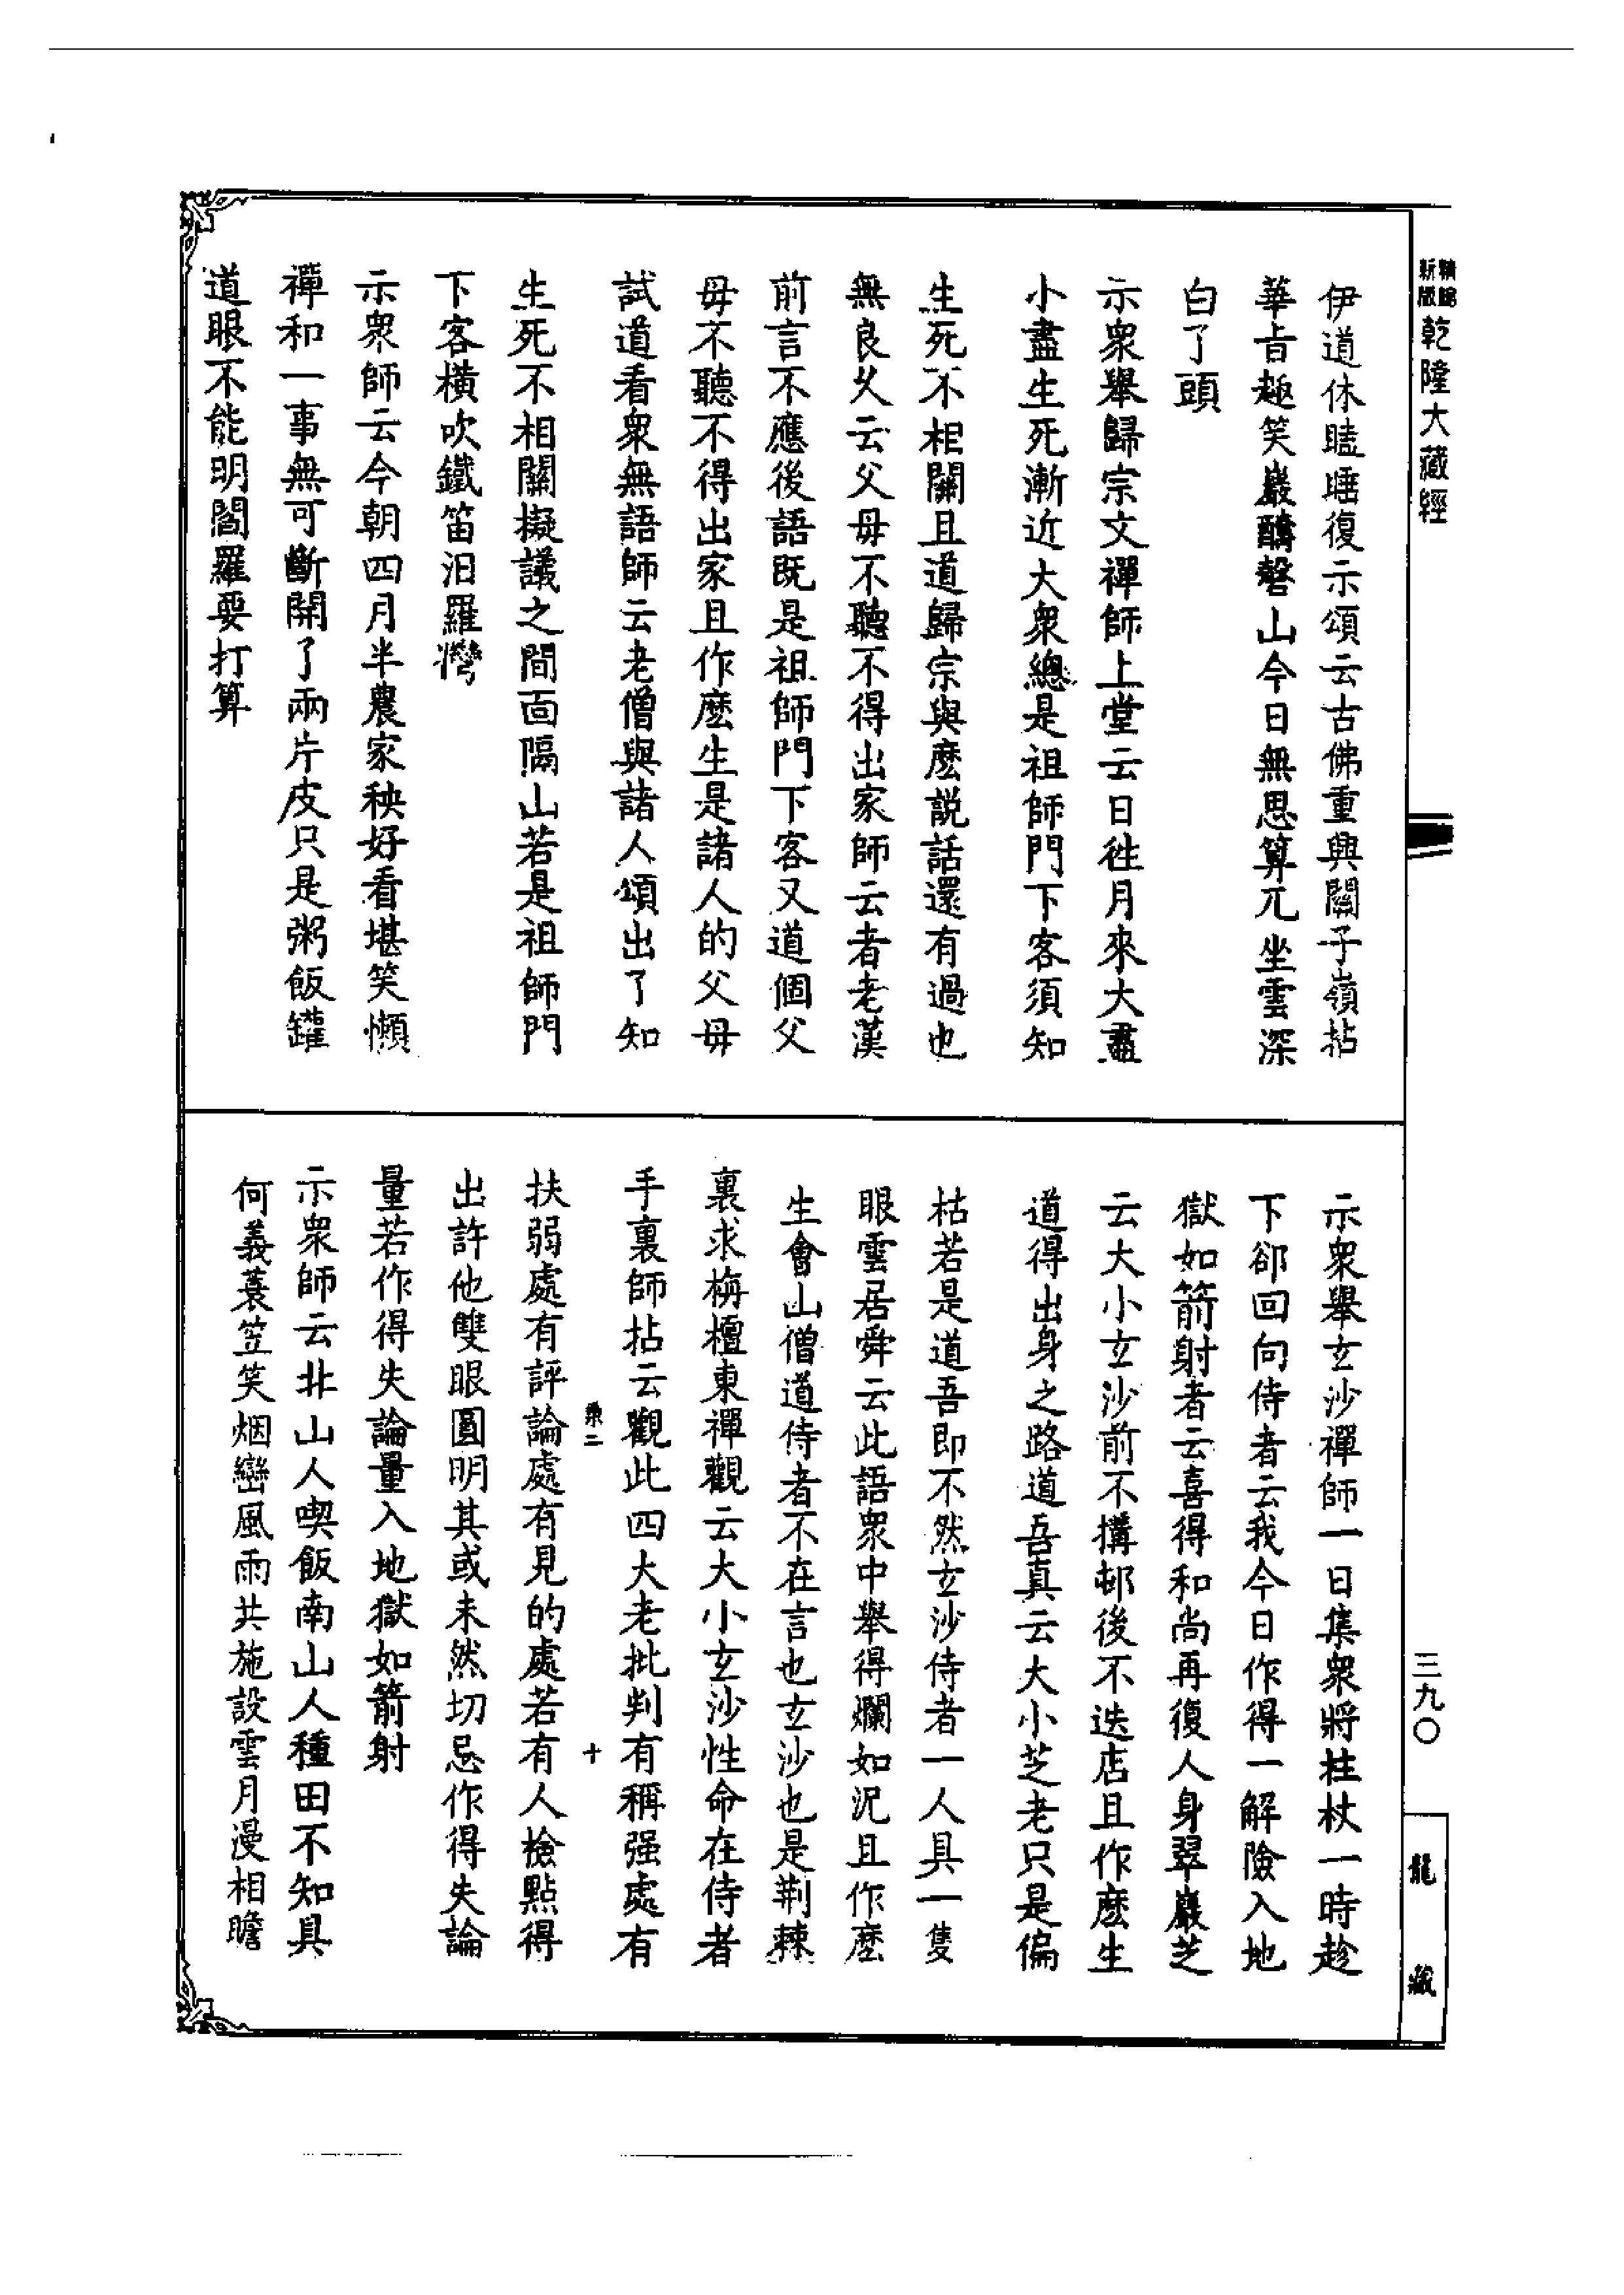 新版
精縮
乾隆大藏經
伊道休瞌睡復示頌云古佛重興關子嶺拈
華旨趣笑巖麟磬山今日無思算兀坐雲深
白了頭
示衆舉歸宗文禪師上堂云日往月來大盡
小盡生死漸近大衆總是祖師門下客須知
生死不相關且道歸宗與麽説話還有過也
無良久云父母不聽不得出家師云者老漢
前言不應後語既是祖師門下客又道個父
母不聽不得出家且作麽生是諸人的父母
試道看衆無語師云老僧與諸人頌出了知
生死不相關擬議之間面隔山若是祖師門
下客橫吹鐵笛汨羅灣
示衆師云今朝四月半農家秧好看堪笑懶
禪和一事無可斷開了兩片皮只是粥飯罐
道眼不能明閻羅要打算
示衆舉玄沙禪師一日集衆將拄杖一時趁
下郤回向侍者云我今日作得一解險入地
獄如箭射者云喜得和尚再復人身翠巖芝
云大小玄沙前不搆邨後不迭店且作麽生
道得出身之路道吾真云大小芝老只是偏
枯若是道吾即不然玄沙侍者一人具一隻
眼雲居舜云此語衆中舉得爛如泥且作麽
生會山僧道侍者不在言也玄沙也是荆棘
裏求栴檀東禪觀云大小玄沙性命在侍者
手裏師拈云觀此四大老批判有稱强處有
扶弱處有評論處有見的處若有人檢點得
出許他雙眼圓明其或未然切忌作得失論
量若作得失論量入地獄如箭射
示衆師云北山人喫飯南山人種田不知具
何義蓑笠笑烟巒風雨共施設雲月漫相瞻
十
三九〇
龍藏